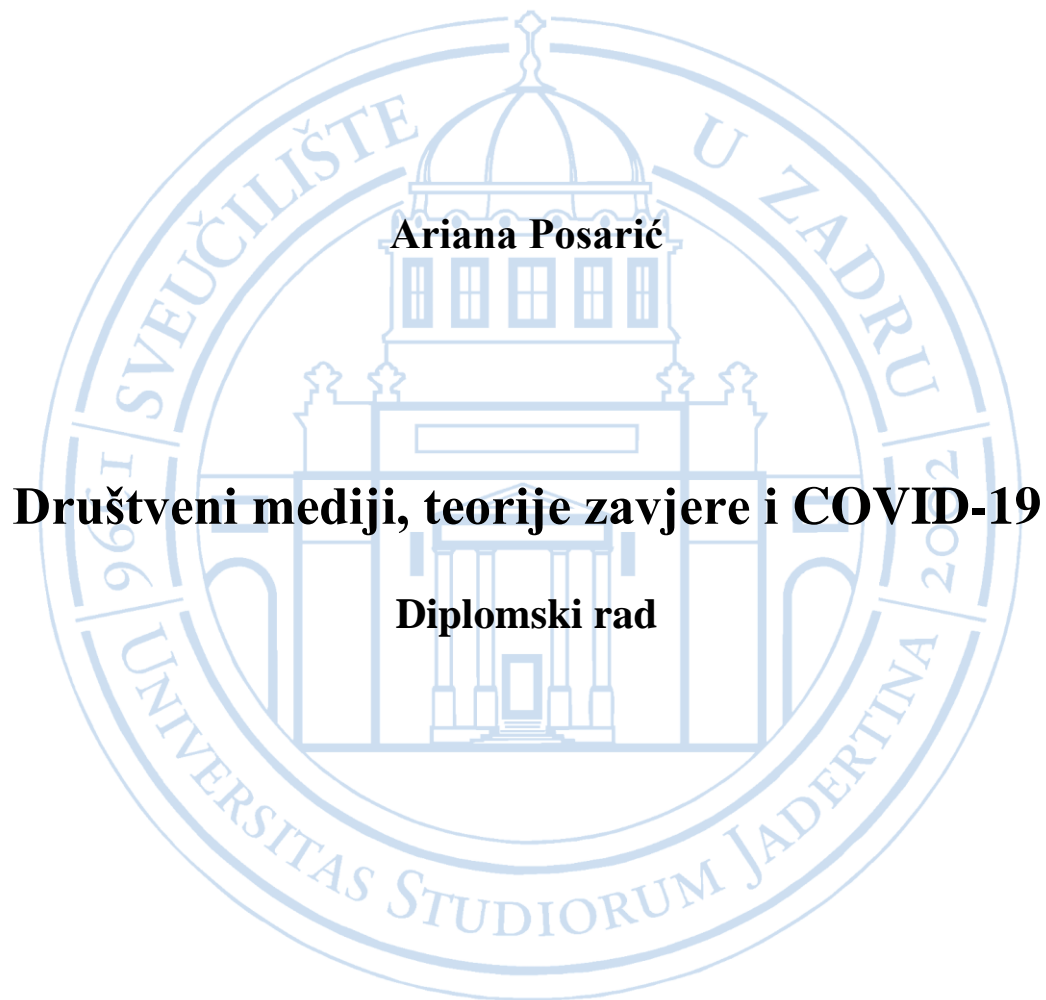 SVEUČILIŠTE U ZADRU
Ariana Posarić
Društveni mediji, teorije zavjere i COVID-19
1396 2002
Diplomski rad
UNIVERSITAS STUDIORUM JADERTINA